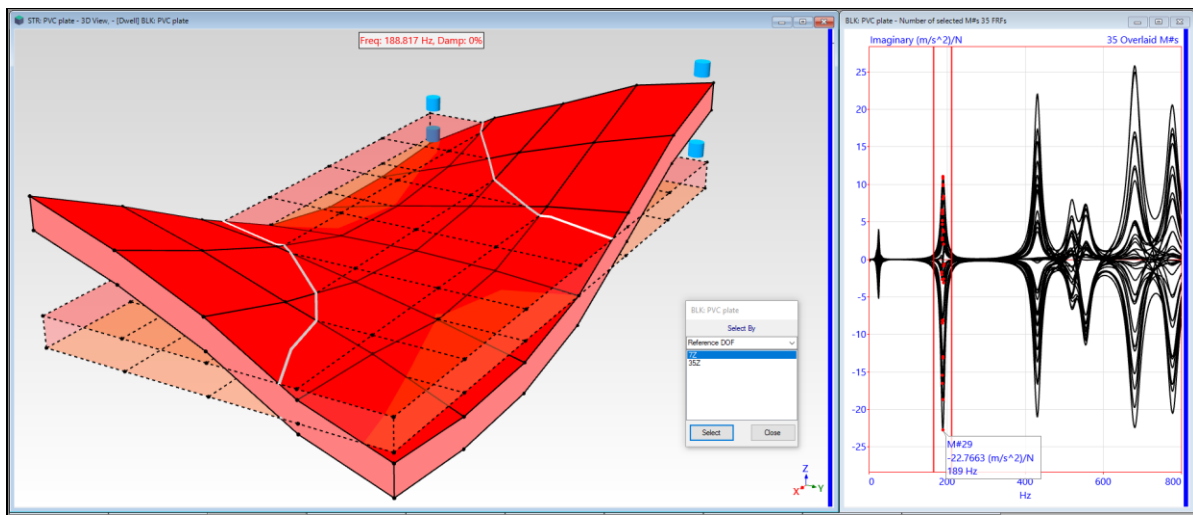 STR: PVC plate - 3D View, - [Dwell] BLK: PVC plate
Freq: 188.817 Hz, Damp: 0%
BLK: PVC plate
Select By
Reference DOF
7Z
35Z
Select
Close
Z
X
Y
BLK: PVC plate - Number of selected M#s 35 FRFs
Imaginary (m/s^2)/N
35 Overlaid M#s
25
20
15
10
5
0
-5
-10
-15
-20
-25
M#29
-22.7663 (m/s^2)/N
189 Hz
0
200
400
600
800
Hz